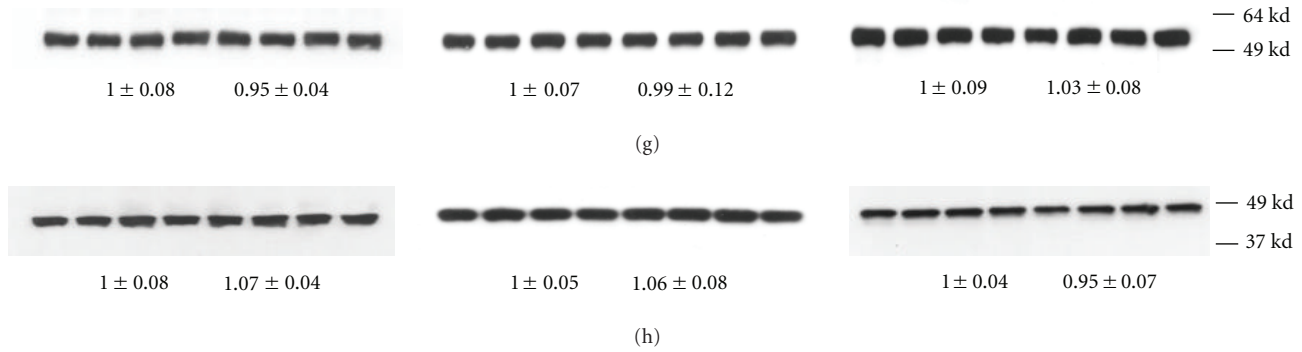 64 kd
49 kd
1 ± 0.08 0.95 ± 0.04 1 ± 0.07 0.99 ± 0.12 1 ± 0.09 1.03 ± 0.08
(g)
49 kd
37 kd
1 ± 0.08 1.07 ± 0.04 1 ± 0.05 1.06 ± 0.08 1 ± 0.04 0.95 ± 0.07
(h)